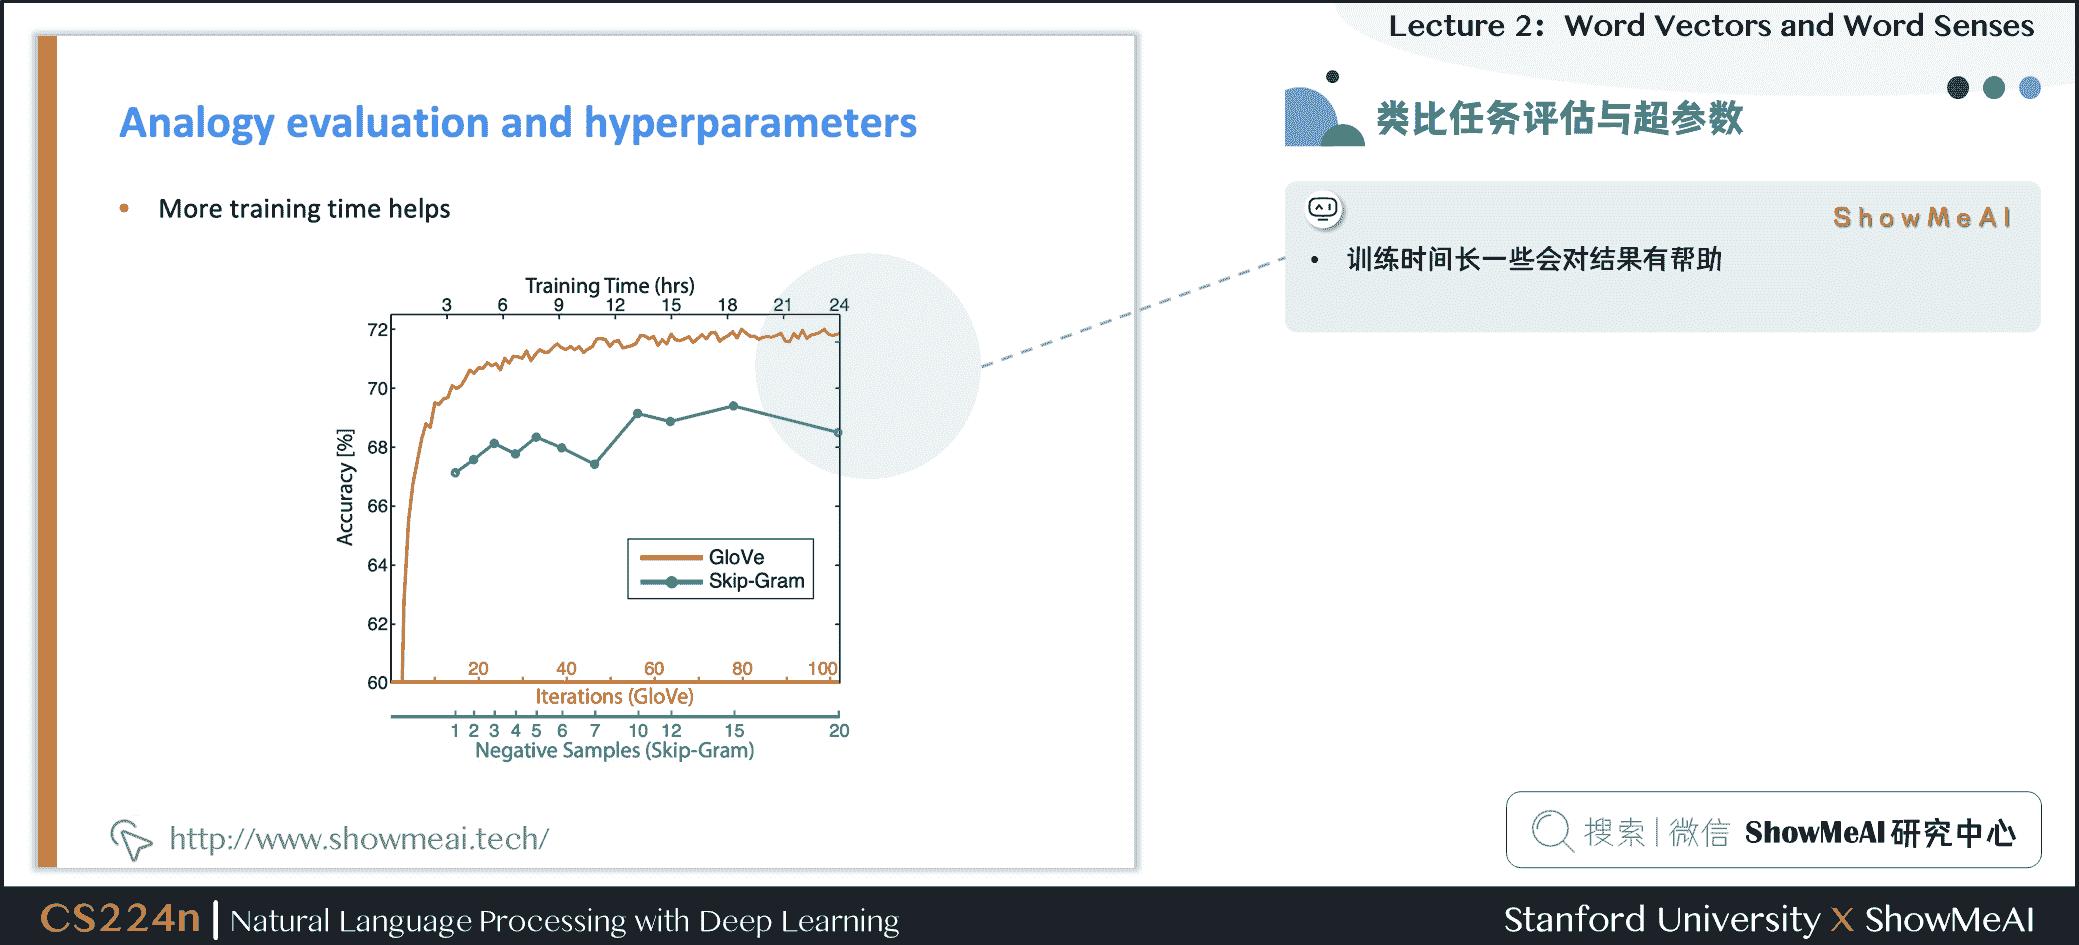 Lecture 2： Word Vectors and Word Senses
Analogy evaluation and hyperparameters
• More training time helps
Training Time (hrs)
3 6 9 12 15 18 21 24
Accuracy [%]
72
70
68
66
64
62
60
GloVe
Skip-Gram
20 40 60 80 100
Iterations (GloVe)
1 2 3 4 5 6 7 10 12 15 20
Negative Samples (Skip-Gram)
http://www.showmeai.tech/
类比任务评估与超参数
ShowMeAI
• 训练时间长一些会对结果有帮助
搜索|微信 ShowMeAI 研究中心
CS224n | Natural Language Processing with Deep Learning
Stanford University X ShowMeAI